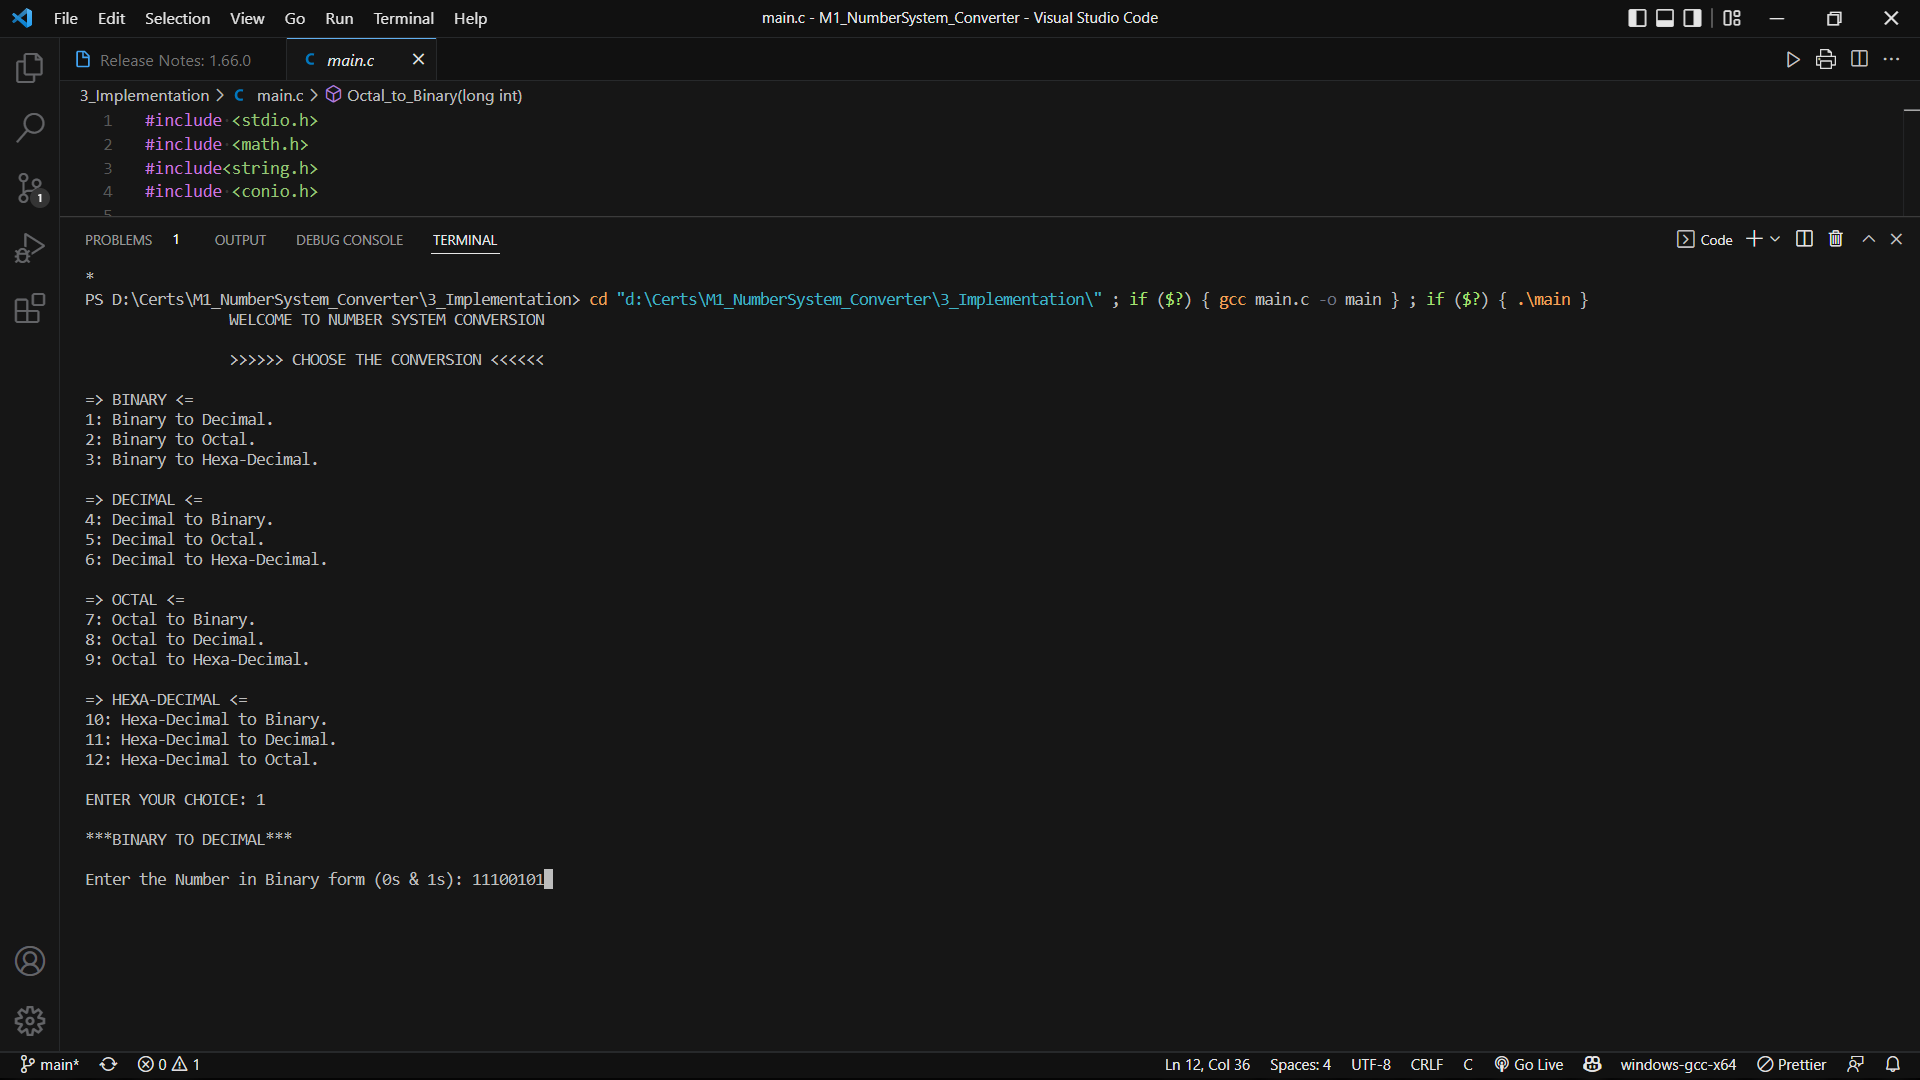 File Edit Selection View Go Run Terminal Help
main.c - M1_NumberSystem_Converter - Visual Studio Code
Release Notes: 1.66.0
C main.c
3_Implementation > C main.c > Octal_to_Binary(long int)
1 #include <stdio.h>
2 #include <math.h>
3 #include<string.h>
4 #include <conio.h>
5
1
PROBLEMS 1 OUTPUT DEBUG CONSOLE TERMINAL
Code
*
PS D:\Certs\M1_NumberSystem_Converter\3_Implementation> cd "d:\Certs\M1_NumberSystem_Converter\3_Implementation\" ; if ($?) { gcc main.c -o main } ; if ($?) { .\main }
WELCOME TO NUMBER SYSTEM CONVERSION
>>>>>> CHOOSE THE CONVERSION <<<<<<
=> BINARY <=
1: Binary to Decimal.
2: Binary to Octal.
3: Binary to Hexa-Decimal.
=> DECIMAL <=
4: Decimal to Binary.
5: Decimal to Octal.
6: Decimal to Hexa-Decimal.
=> OCTAL <=
7: Octal to Binary.
8: Octal to Decimal.
9: Octal to Hexa-Decimal.
=> HEXA-DECIMAL <=
10: Hexa-Decimal to Binary.
11: Hexa-Decimal to Decimal.
12: Hexa-Decimal to Octal.
ENTER YOUR CHOICE: 1
***BINARY TO DECIMAL***
Enter the Number in Binary form (0s & 1s): 11100101
main* 0 1
Ln 12, Col 36 Spaces: 4 UTF-8 CRLF C Go Live windows-gcc-x64 Prettier